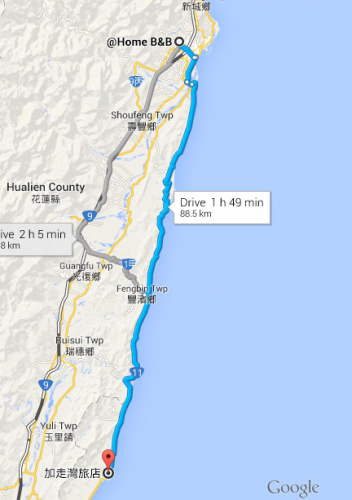 新城鄉
@Home B&B
9
Shoufeng Twp
壽豐鄉
Hualien County
花蓮縣
Drive 1 h 49 min
88.5 km
9
ive 2 h 5 min
8 km
Guangfu Twp
光復鄉
Fengbin Twp
豐濱鄉
Ruisui Twp
瑞穗鄉
11
9
Yuli Twp
玉里鎮
加走灣旅店
Google